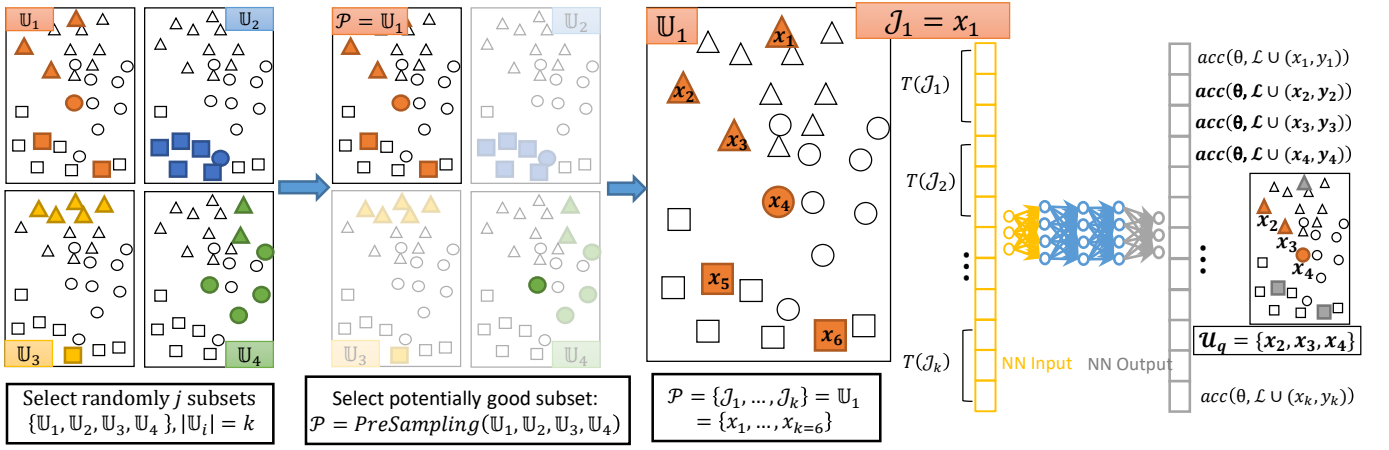 𝕌₁
𝕌₂
𝕌₃
𝕌₄
Select randomly j subsets
{𝕌₁, 𝕌₂, 𝕌₃, 𝕌₄ }, |𝕌ᵢ| = k
𝒫 = 𝕌₁
𝕌₂
𝕌₃
𝕌₄
Select potentially good subset:
𝒫 = PreSampling(𝕌₁, 𝕌₂, 𝕌₃, 𝕌₄)
𝕌₁
𝒥₁ = x₁
x₁
x₂
x₃
x₄
x₅
x₆
𝒫 = {𝒥₁, … , 𝒥ₖ} = 𝕌₁
= {x₁, … , xₖ₌₆}
T(𝒥₁)
T(𝒥₂)
...
T(𝒥ₖ)
NN Input
NN Output
acc(θ, ℒ ∪ (x₁, y₁))
acc(θ, ℒ ∪ (x₂, y₂))
acc(θ, ℒ ∪ (x₃, y₃))
acc(θ, ℒ ∪ (x₄, y₄))
...
x₂
x₃
x₄
𝒰_q = {x₂, x₃, x₄}
acc(θ, ℒ ∪ (xₖ, yₖ))